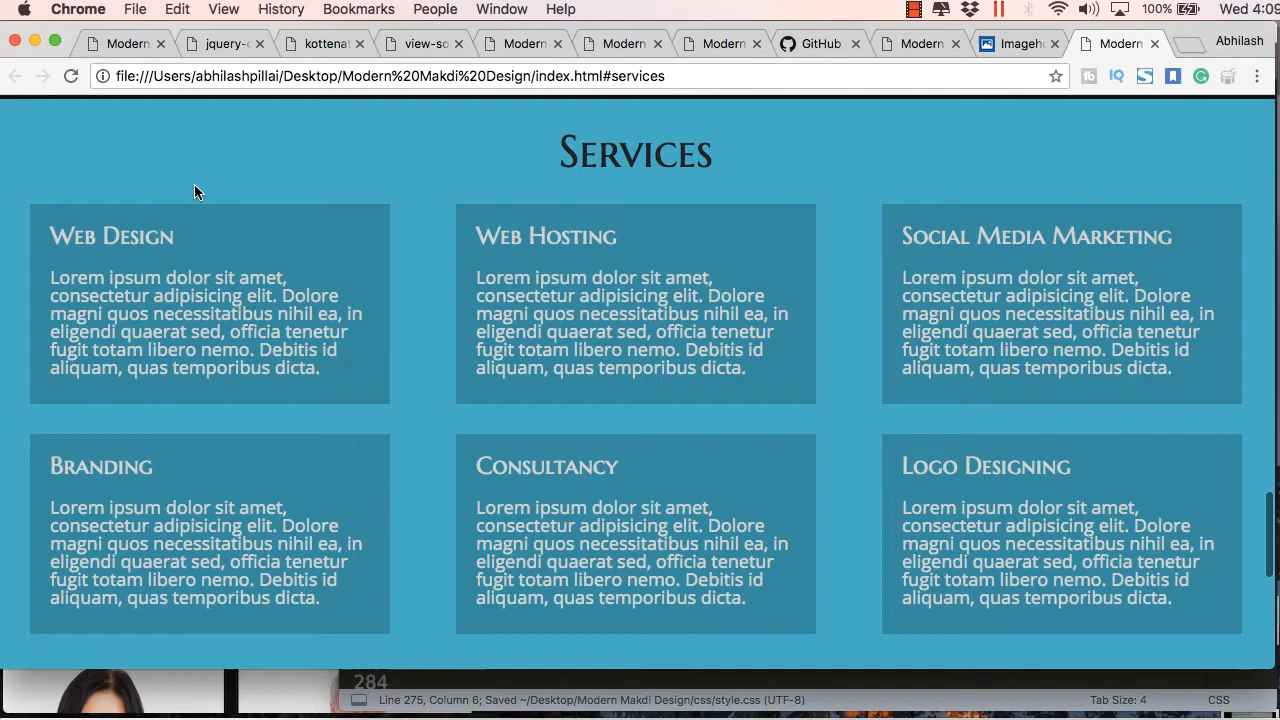 Chrome File Edit View History Bookmarks People Window Help 100% Wed 4:09
Modern jquery- kottena view-so Modern Modern Modern GitHub Modern Imageh Modern Abhilash
file:///Users/abhilashpillai/Desktop/Modern%20Makdi%20Design/index.html#services
Services
Web Design
Lorem ipsum dolor sit amet,
consectetur adipisicing elit. Dolore
magni quos necessitatibus nihil ea, in
eligendi quaerat sed, officia tenetur
fugit totam libero nemo. Debitis id
aliquam, quas temporibus dicta.
Web Hosting
Lorem ipsum dolor sit amet,
consectetur adipisicing elit. Dolore
magni quos necessitatibus nihil ea, in
eligendi quaerat sed, officia tenetur
fugit totam libero nemo. Debitis id
aliquam, quas temporibus dicta.
Social Media Marketing
Lorem ipsum dolor sit amet,
consectetur adipisicing elit. Dolore
magni quos necessitatibus nihil ea, in
eligendi quaerat sed, officia tenetur
fugit totam libero nemo. Debitis id
aliquam, quas temporibus dicta.
Branding
Lorem ipsum dolor sit amet,
consectetur adipisicing elit. Dolore
magni quos necessitatibus nihil ea, in
eligendi quaerat sed, officia tenetur
fugit totam libero nemo. Debitis id
aliquam, quas temporibus dicta.
Consultancy
Lorem ipsum dolor sit amet,
consectetur adipisicing elit. Dolore
magni quos necessitatibus nihil ea, in
eligendi quaerat sed, officia tenetur
fugit totam libero nemo. Debitis id
aliquam, quas temporibus dicta.
Logo Designing
Lorem ipsum dolor sit amet,
consectetur adipisicing elit. Dolore
magni quos necessitatibus nihil ea, in
eligendi quaerat sed, officia tenetur
fugit totam libero nemo. Debitis id
aliquam, quas temporibus dicta.
284
Line 275, Column 6; Saved ~/Desktop/Modern Makdi Design/css/style.css (UTF-8) Tab Size: 4 CSS